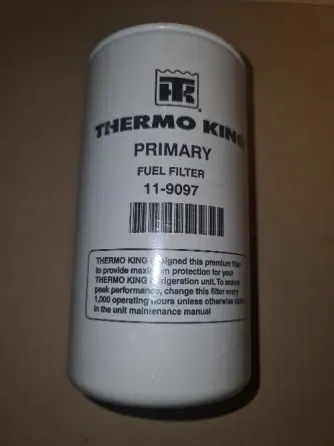 TK
THERMO KING
PRIMARY
FUEL FILTER
11-9097
THERMO KING designed this premium filter
to provide maximum protection for your
THERMO KING refrigeration unit. To assure
peak performance, change this filter every
1,000 operating hours unless otherwise stated
in the unit maintenance manual